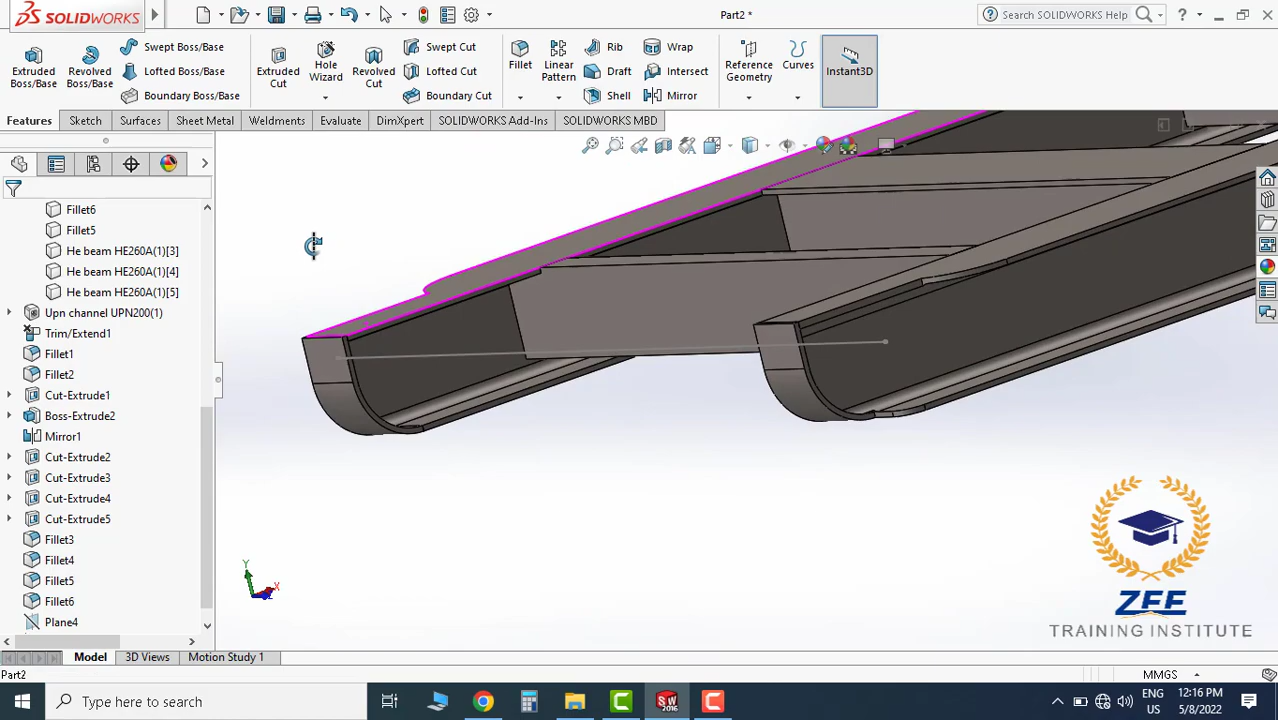 SOLIDWORKS
Part2 *
Search SOLIDWORKS Help
Extruded Boss/Base
Revolved Boss/Base
Swept Boss/Base
Lofted Boss/Base
Boundary Boss/Base
Extruded Cut
Hole Wizard
Revolved Cut
Swept Cut
Lofted Cut
Boundary Cut
Fillet
Linear Pattern
Rib
Draft
Shell
Wrap
Intersect
Mirror
Reference Geometry
Curves
Instant3D
Features
Sketch
Surfaces
Sheet Metal
Weldments
Evaluate
DimXpert
SOLIDWORKS Add-Ins
SOLIDWORKS MBD
Fillet6
Fillet5
He beam HE260A(1)[3]
He beam HE260A(1)[4]
He beam HE260A(1)[5]
Upn channel UPN200(1)
Trim/Extend1
Fillet1
Fillet2
Cut-Extrude1
Boss-Extrude2
Mirror1
Cut-Extrude2
Cut-Extrude3
Cut-Extrude4
Cut-Extrude5
Fillet3
Fillet4
Fillet5
Fillet6
Plane4
Y
X
Z
ZEE
TRAINING INSTITUTE
Model
3D Views
Motion Study 1
Part2
MMGS
Type here to search
SW
2016
ENG
US
12:16 PM
5/8/2022